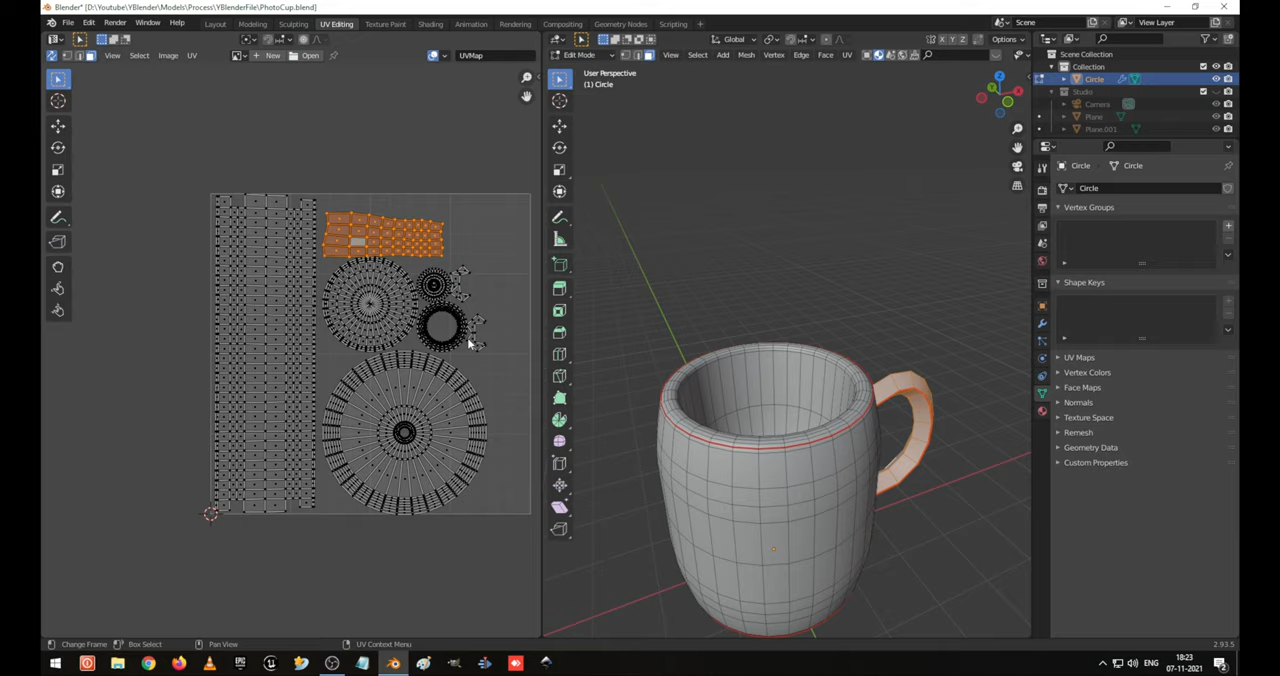 Blender* [D:\Youtube\YBlender\Models\Process\YBlenderFile\PhotoCup.blend]
File Edit Render Window Help
Layout Modeling Sculpting UV Editing Texture Paint Shading Animation Rendering Compositing Geometry Nodes Scripting
Scene View Layer
View Select Image UV New Open UVMap
Global Options
Edit Mode View Select Add Mesh Vertex Edge Face UV X Y Z
User Perspective
(1) Circle
Z
X
Y
Scene Collection
Collection
Circle
Studio
Camera
Plane
Plane.001
Circle Circle
Circle
Vertex Groups
Shape Keys
UV Maps
Vertex Colors
Face Maps
Normals
Texture Space
Remesh
Geometry Data
Custom Properties
Change Frame Box Select Pan View UV Context Menu 2.93.5
ENG 18:23
07-11-2021